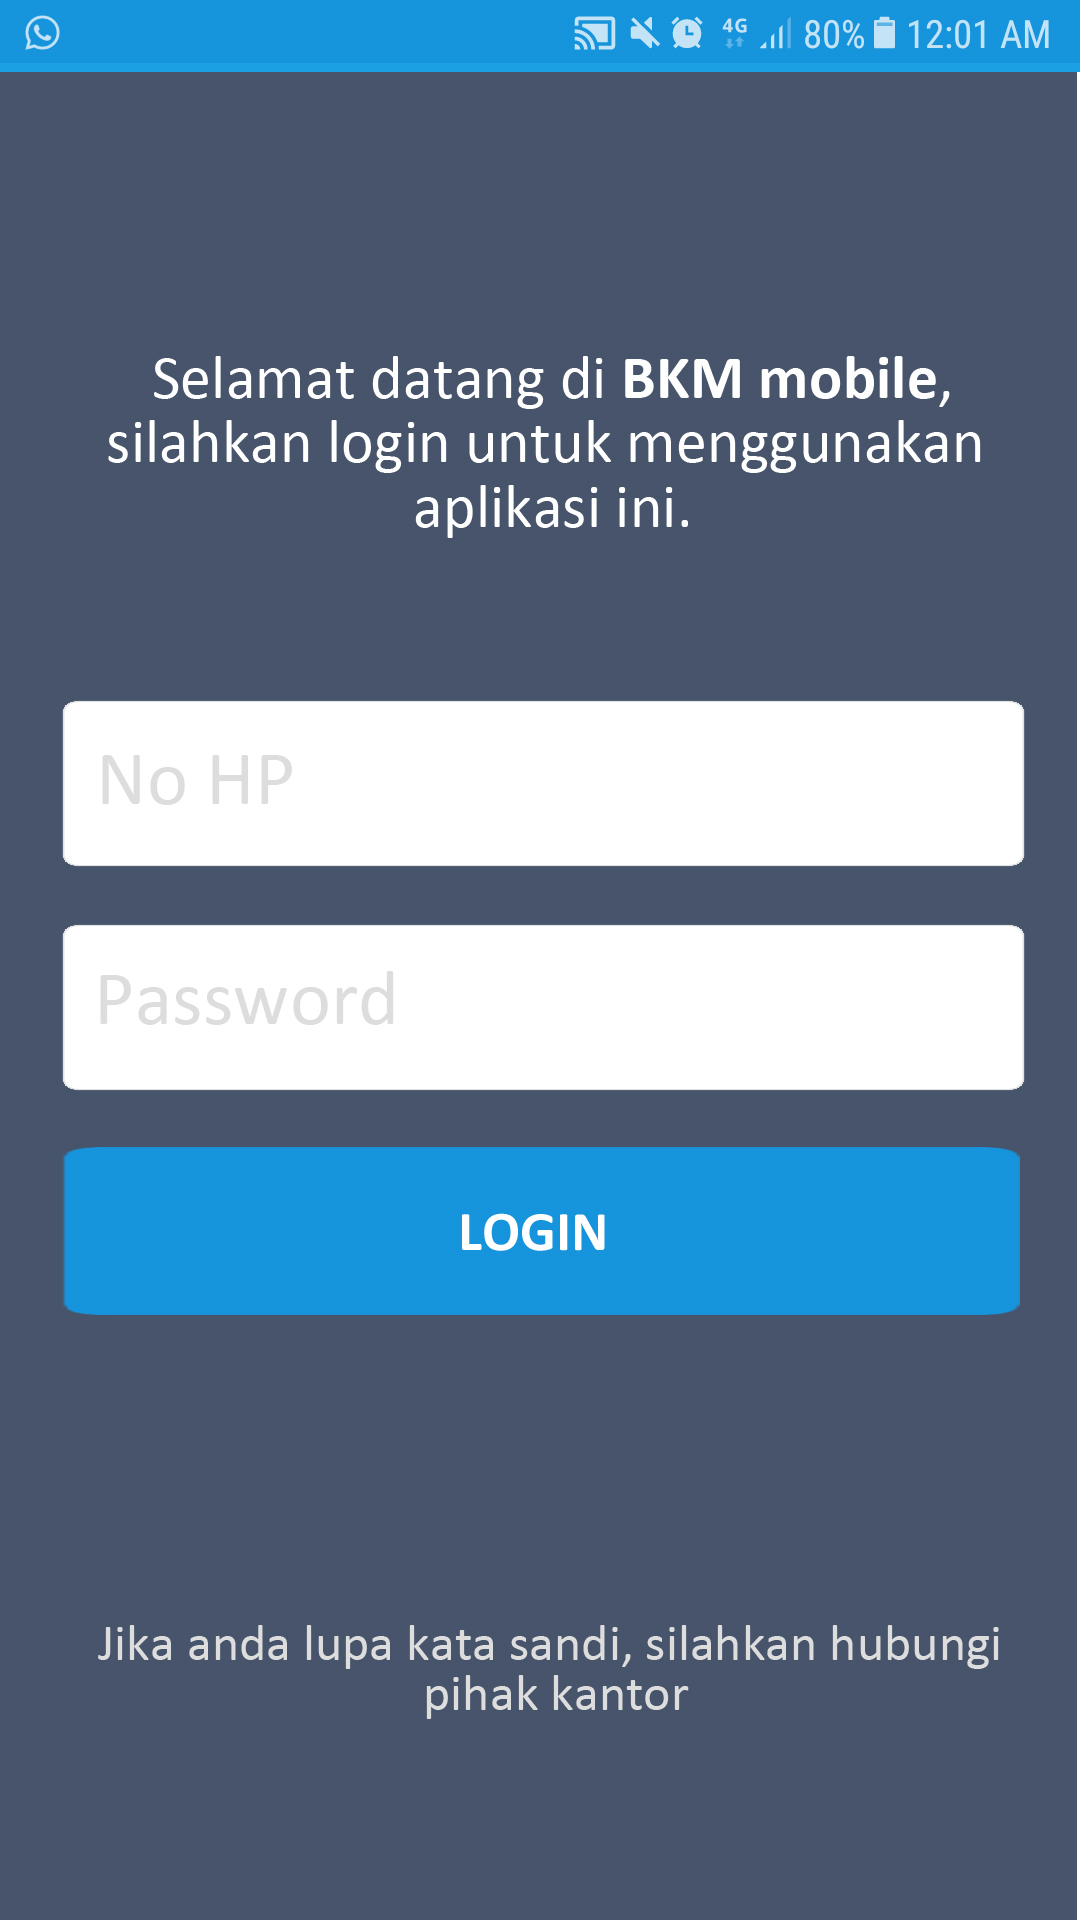 4G 80% 12:01 AM
Selamat datang di BKM mobile,
silahkan login untuk menggunakan
aplikasi ini.
No HP
Password
LOGIN
Jika anda lupa kata sandi, silahkan hubungi
pihak kantor